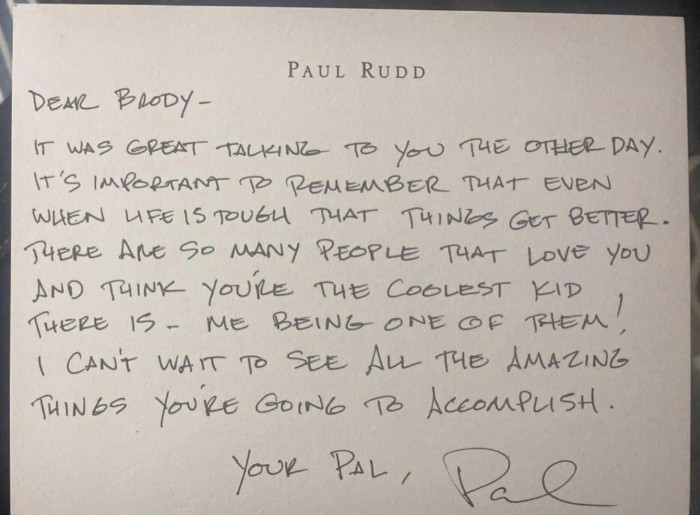 PAUL RUDD
DEAR BRODY-
IT WAS GREAT TALKING TO YOU THE OTHER DAY.
IT'S IMPORTANT TO REMEMBER THAT EVEN
WHEN LIFE IS TOUGH THAT THINGS GET BETTER.
THERE ARE SO MANY PEOPLE THAT LOVE YOU
AND THINK YOU'RE THE COOLEST KID
THERE IS - ME BEING ONE OF THEM!
I CAN'T WAIT TO SEE ALL THE AMAZING
THINGS YOU'RE GOING TO ACCOMPLISH.
YOUR PAL, Paul